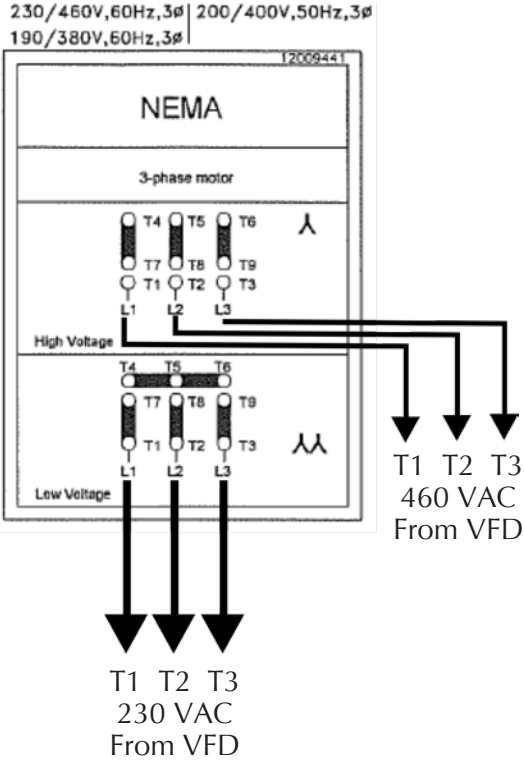 230/460V,60Hz,3ø 200/400V,50Hz,3ø
190/380V,60Hz,3ø
12009441
NEMA
3-phase motor
T4 T5 T6
T7 T8 T9
T1 T2 T3
L1 L2 L3
High Voltage
T4 T5 T6
T7 T8 T9
T1 T2 T3
L1 L2 L3
Low Voltage
T1 T2 T3
460 VAC
From VFD
T1 T2 T3
230 VAC
From VFD